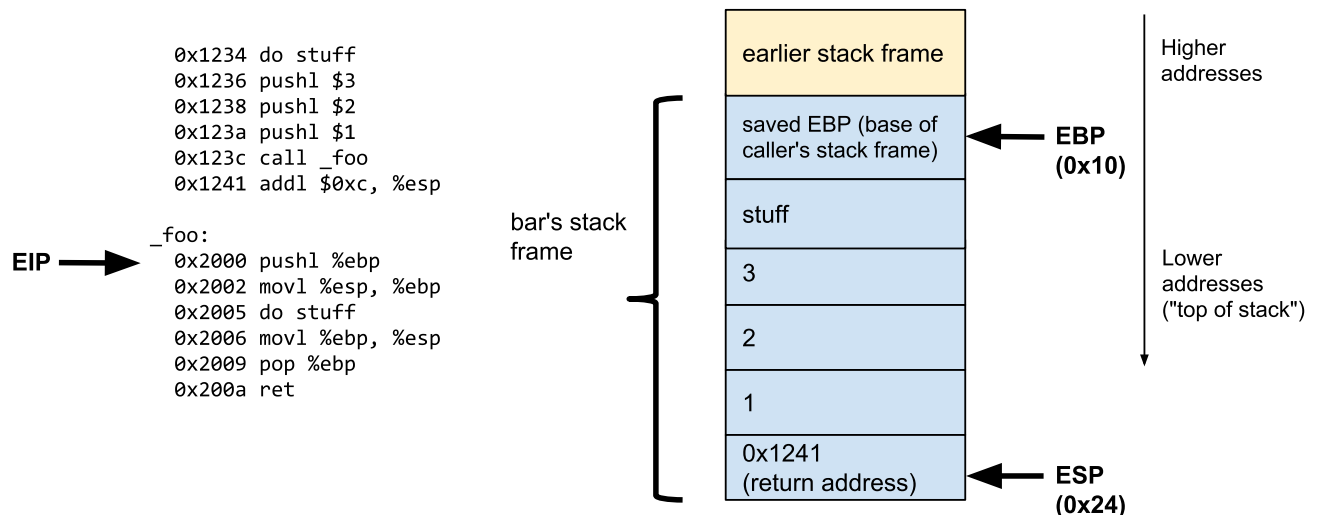 0x1234 do stuff
0x1236 pushl $3
0x1238 pushl $2
0x123a pushl $1
0x123c call _foo
0x1241 addl $0xc, %esp
_foo:
EIP
0x2000 pushl %ebp
0x2002 movl %esp, %ebp
0x2005 do stuff
0x2006 movl %ebp, %esp
0x2009 pop %ebp
0x200a ret
bar's stack
frame
earlier stack frame
saved EBP (base of
caller's stack frame)
stuff
3
2
1
0x1241
(return address)
EBP
(0x10)
ESP
(0x24)
Higher
addresses
Lower
addresses
("top of stack")